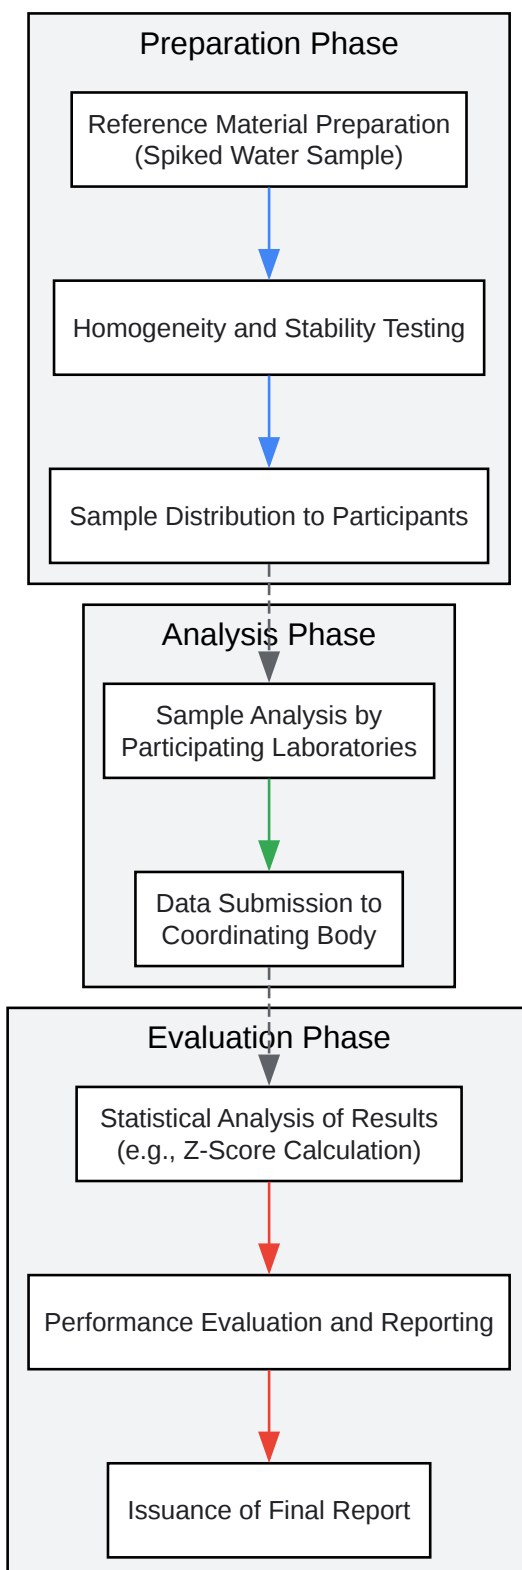 Preparation Phase
Reference Material Preparation
(Spiked Water Sample)
Homogeneity and Stability Testing
Sample Distribution to Participants
Analysis Phase
Sample Analysis by
Participating Laboratories
Data Submission to
Coordinating Body
Evaluation Phase
Statistical Analysis of Results
(e.g., Z-Score Calculation)
Performance Evaluation and Reporting
Issuance of Final Report